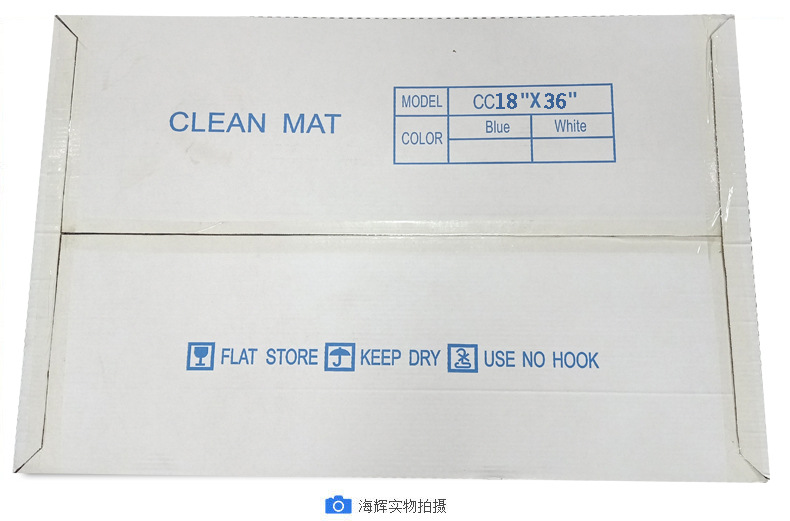 CLEAN MAT
MODEL CC18"X36"
COLOR Blue White
FLAT STORE KEEP DRY USE NO HOOK
海辉实物拍摄